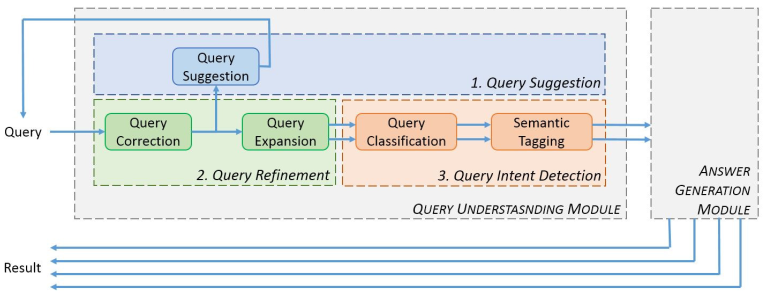 Query
Suggestion
1. Query Suggestion
Query
Query
Correction
Query
Expansion
Query
Classification
Semantic
Tagging
2. Query Refinement
3. Query Intent Detection
QUERY UNDERSTASNDING MODULE
ANSWER
GENERATION
MODULE
Result